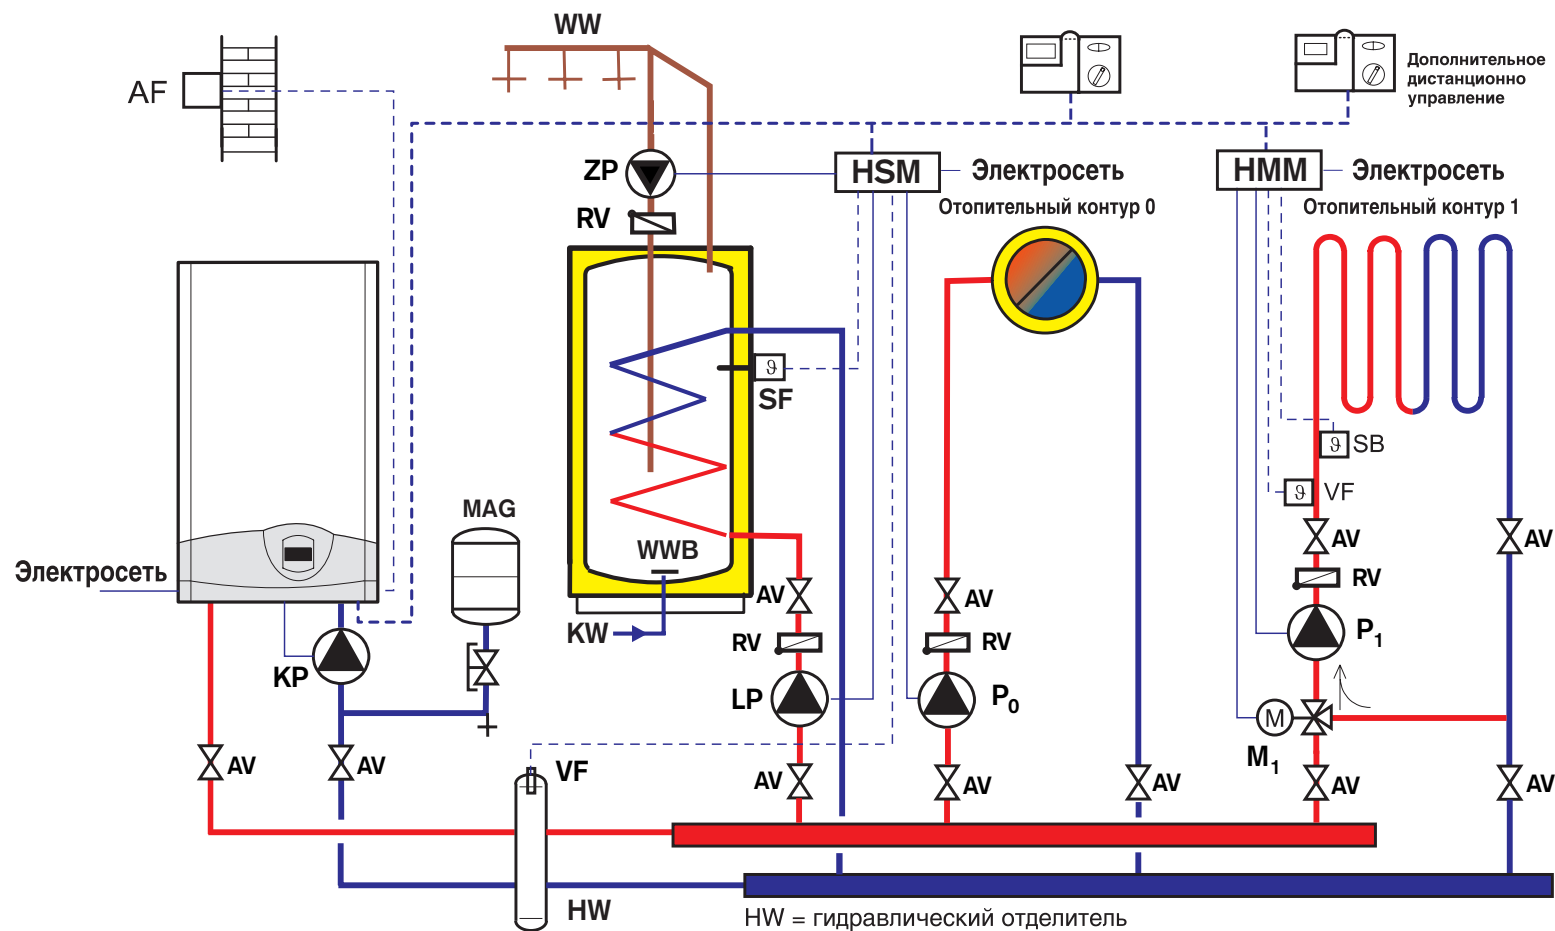 WW
AF
Дополнительное
дистанционо
управление
ZP
HSM
Электросеть
HMM
Электросеть
RV
Отопительный контур 0
Отопительный контур 1
ϑ
SF
ϑ
SB
ϑ
VF
MAG
WWB
AV
AV
RV
Электросеть
AV
AV
KW
RV
RV
P1
KP
LP
P0
M
M1
AV
AV
VF
AV
AV
AV
AV
AV
HW
HW = гидравлический отделитель